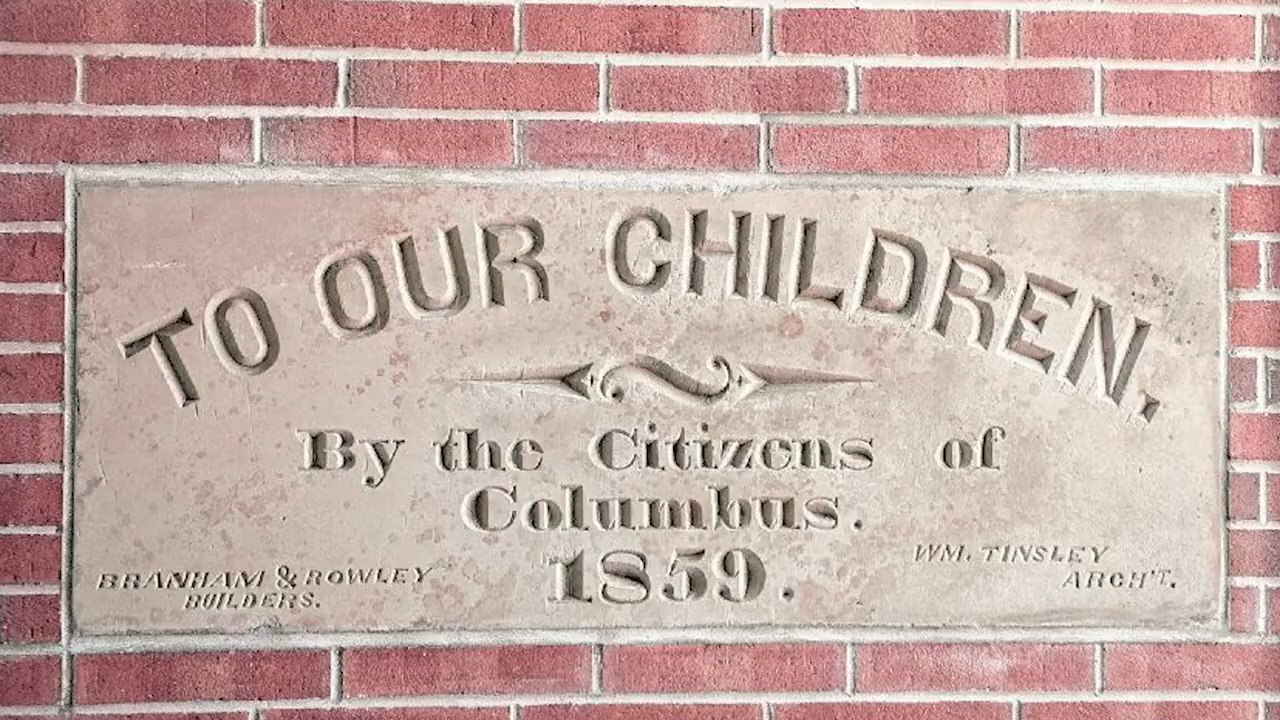 TO OUR CHILDREN.
By the Citizens of
Columbus.
1859.
BRANHAM & ROWLEY
BUILDERS.
WM. TINSLEY
ARCH'T.